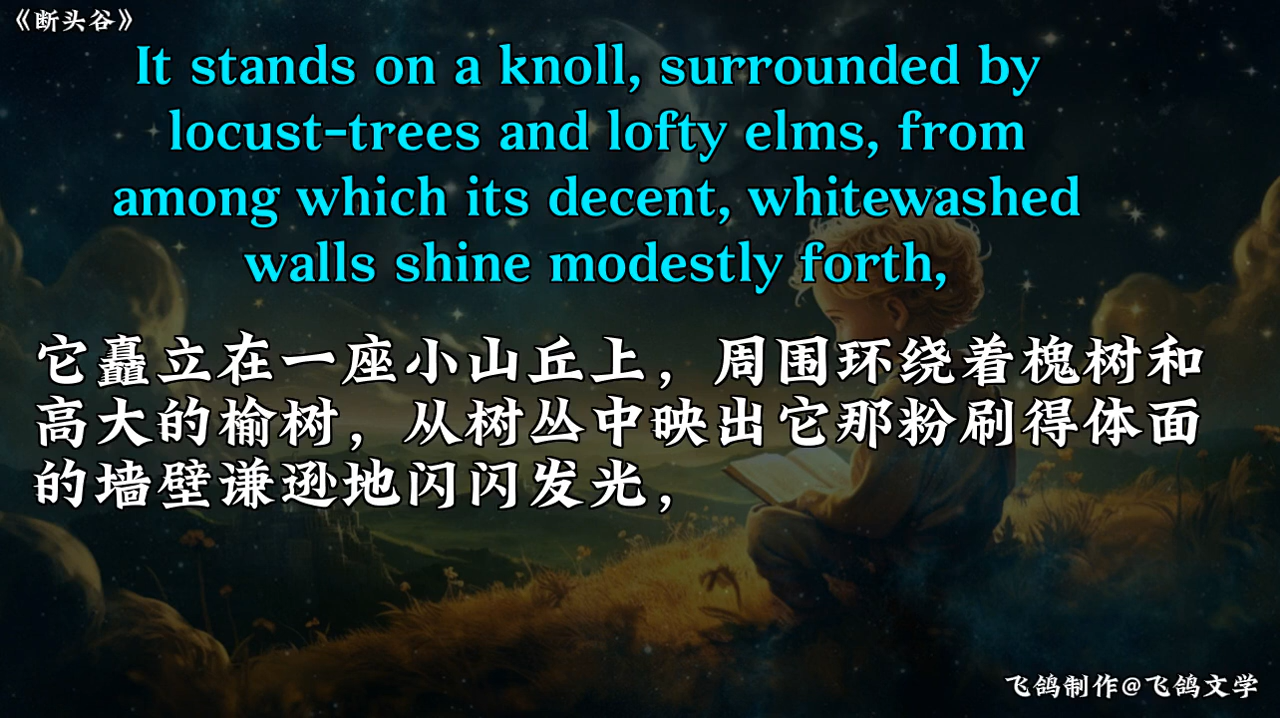 《断头谷》
It stands on a knoll, surrounded by
locust-trees and lofty elms, from
among which its decent, whitewashed
walls shine modestly forth,
它矗立在一座小山丘上，周围环绕着槐树和
高大的榆树，从树丛中映出它那粉刷得体面
的墙壁谦逊地闪闪发光，
飞鸽制作@飞鸽文学